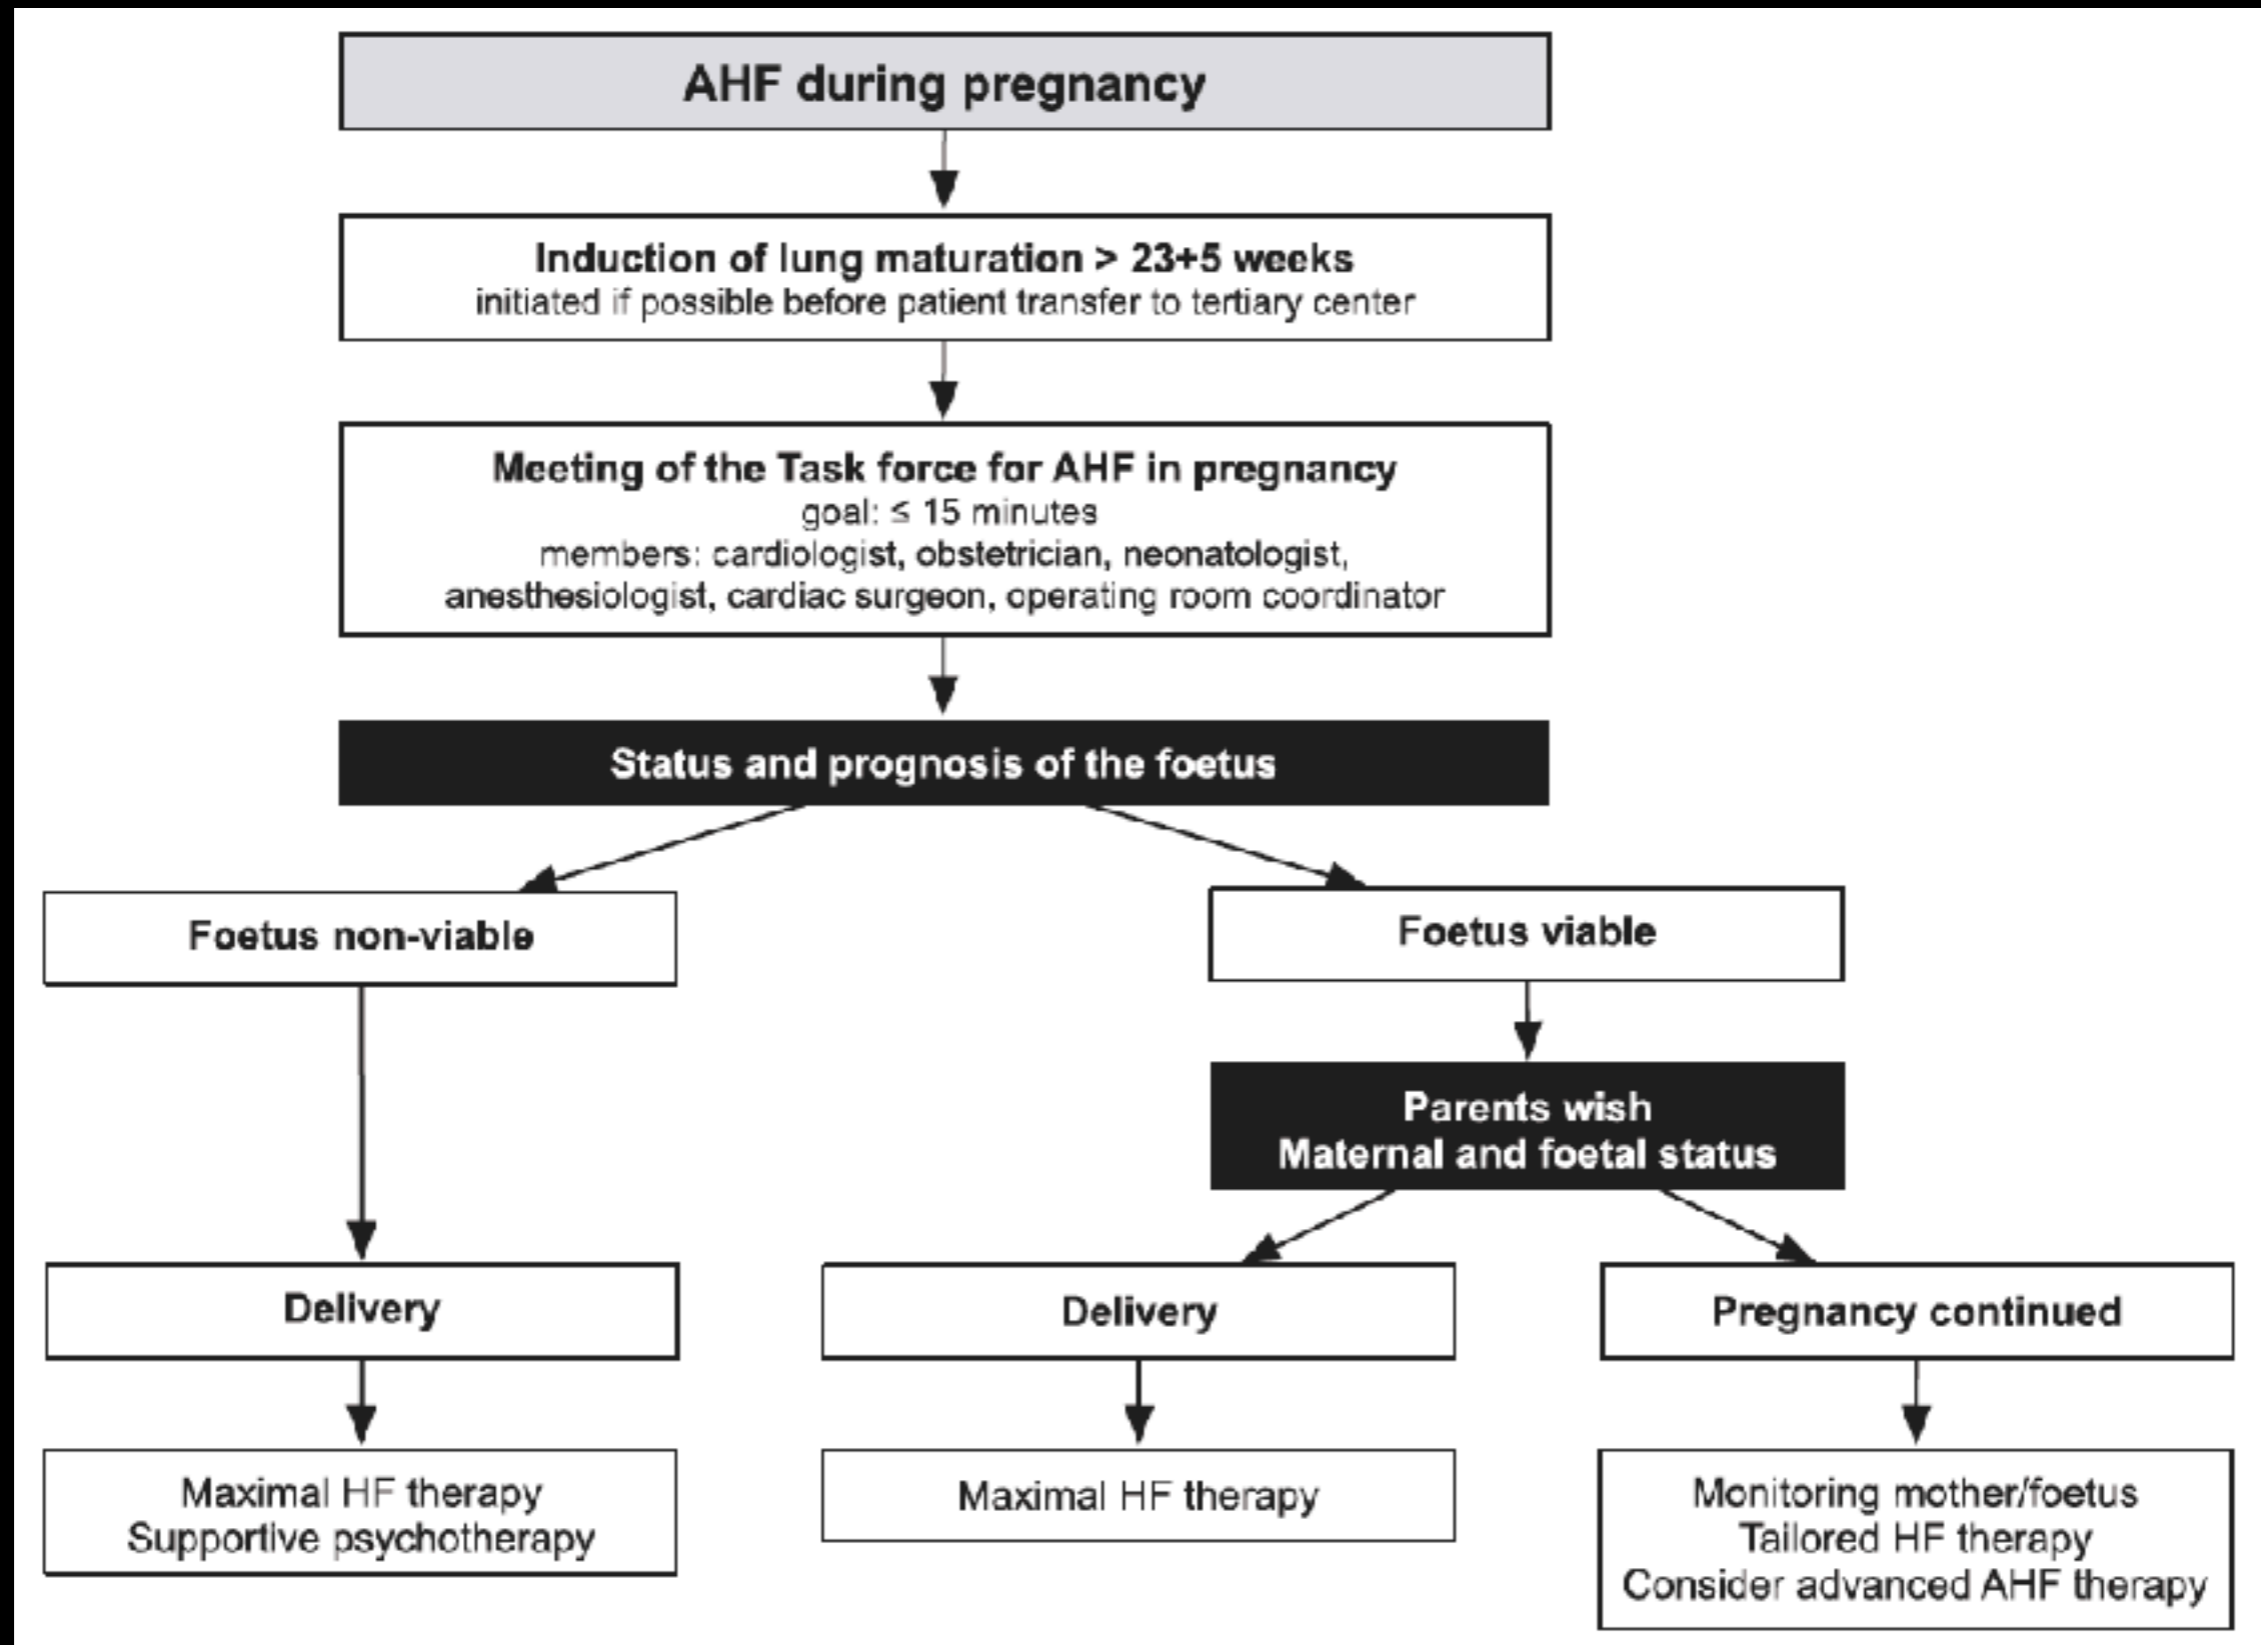 AHF during pregnancy
Induction of lung maturation > 23+5 weeks
initiated if possible before patient transfer to tertiary center
Meeting of the Task force for AHF in pregnancy
goal: ≤ 15 minutes
members: cardiologist, obstetrician, neonatologist,
anesthesiologist, cardiac surgeon, operating room coordinator
Status and prognosis of the foetus
Foetus non-viable
Foetus viable
Parents wish
Maternal and foetal status
Delivery
Delivery
Pregnancy continued
Maximal HF therapy
Supportive psychotherapy
Maximal HF therapy
Monitoring mother/foetus
Tailored HF therapy
Consider advanced AHF therapy